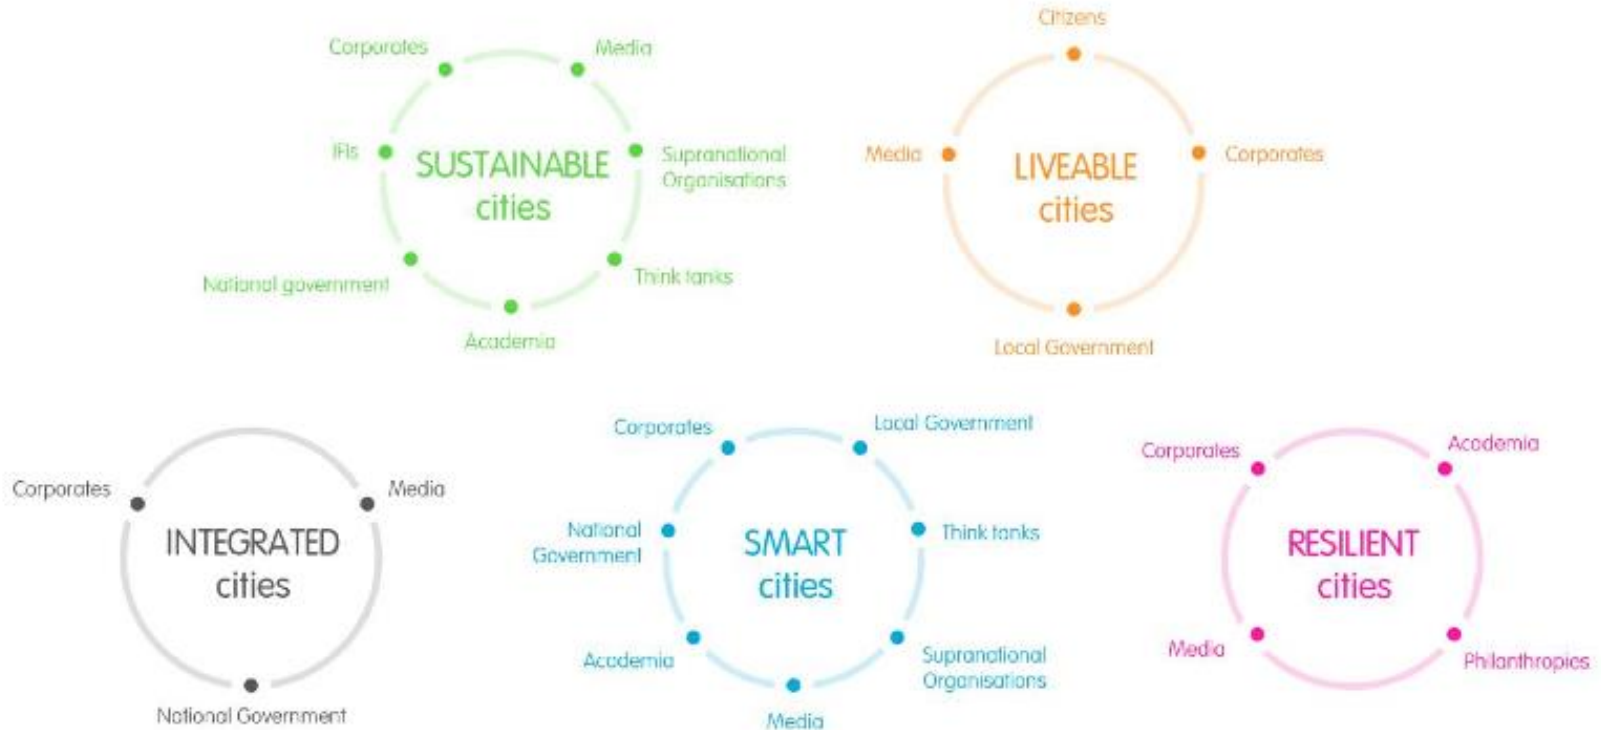 Corporates
Media
IFIs
SUSTAINABLE
cities
Supranational
Organisations
National government
Think tanks
Academia
Citizens
Media
LIVEABLE
cities
Corporates
Local Government
Corporates
Media
INTEGRATED
cities
National Government
Corporates
Local Government
National
Government
SMART
cities
Think tanks
Academia
Supranational
Organisations
Media
Corporates
Academia
RESILIENT
cities
Media
Philanthropies